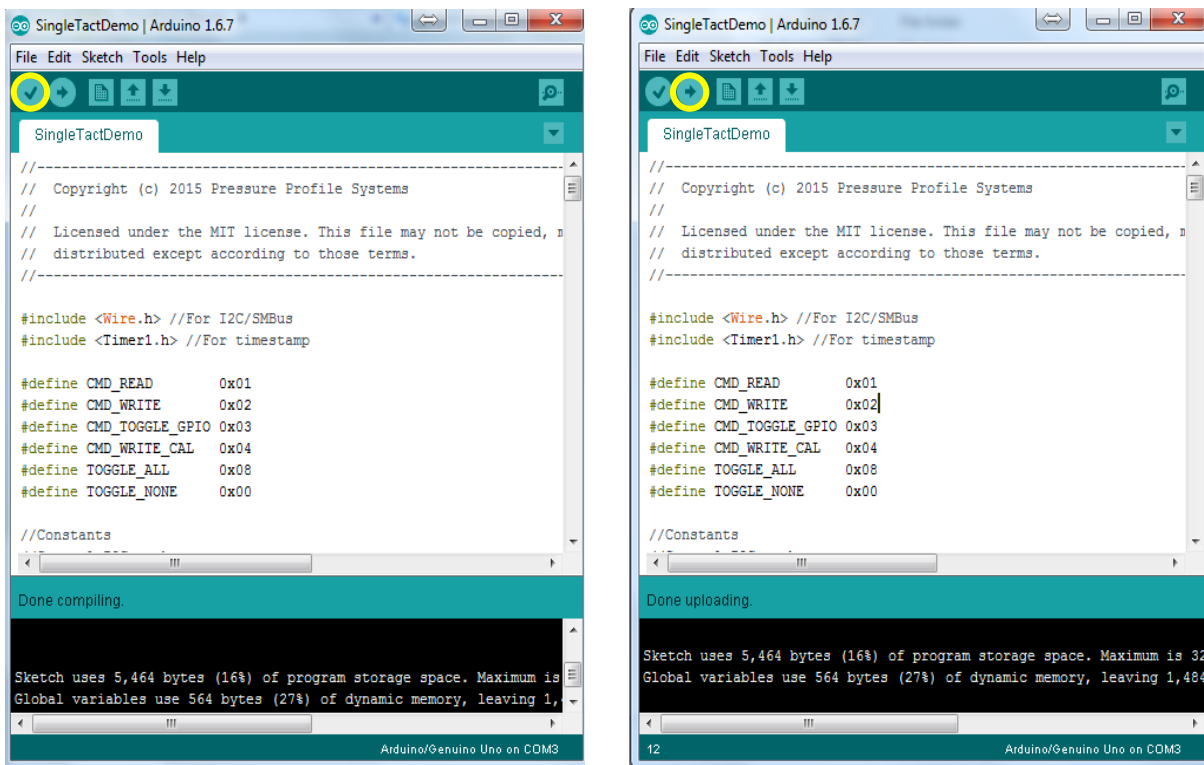 SingleTactDemo | Arduino 1.6.7
File Edit Sketch Tools Help
SingleTactDemo
//----------------------------------------------------------
// Copyright (c) 2015 Pressure Profile Systems
//
// Licensed under the MIT license. This file may not be copied,
// distributed except according to those terms.
//----------------------------------------------------------
#include <Wire.h> //For I2C/SMBus
#include <Timer1.h> //For timestamp
#define CMD_READ 0x01
#define CMD_WRITE 0x02
#define CMD_TOGGLE_GPIO 0x03
#define CMD_WRITE_CAL 0x04
#define TOGGLE_ALL 0x08
#define TOGGLE_NONE 0x00
//Constants
Done compiling.
Sketch uses 5,464 bytes (16%) of program storage space. Maximum is
Global variables use 564 bytes (27%) of dynamic memory, leaving 1,
Arduino/Genuino Uno on COM3
SingleTactDemo | Arduino 1.6.7
File Edit Sketch Tools Help
SingleTactDemo
//----------------------------------------------------------
// Copyright (c) 2015 Pressure Profile Systems
//
// Licensed under the MIT license. This file may not be copied,
// distributed except according to those terms.
//----------------------------------------------------------
#include <Wire.h> //For I2C/SMBus
#include <Timer1.h> //For timestamp
#define CMD_READ 0x01
#define CMD_WRITE 0x02
#define CMD_TOGGLE_GPIO 0x03
#define CMD_WRITE_CAL 0x04
#define TOGGLE_ALL 0x08
#define TOGGLE_NONE 0x00
//Constants
Done uploading.
Sketch uses 5,464 bytes (16%) of program storage space. Maximum is 32
Global variables use 564 bytes (27%) of dynamic memory, leaving 1,484
12
Arduino/Genuino Uno on COM3